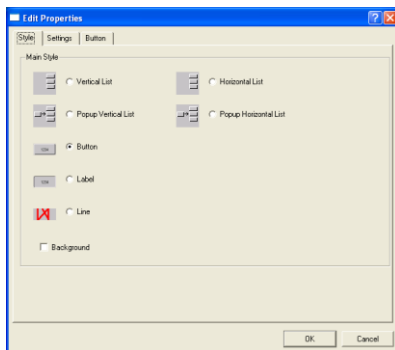 Edit Properties
Style Settings Button
Main Style
Vertical List Horizontal List
Popup Vertical List Popup Horizontal List
Button
Label
Line
Background
OK Cancel